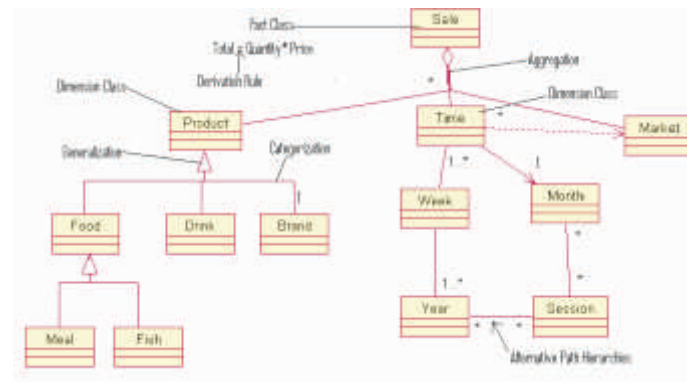 Fact Class
Sale
Total = Quantity* Price
Aggregation
*
Derivation Rule
Dimension Class
Dimension Class
Product
Time
*
Market
Generalization
Categorization
1..*
1
Week
Month
1
Food
Drink
Brand
*
*
1..*
Year
Session
*
*
Meal
Fish
Alternative Path Hierarchies